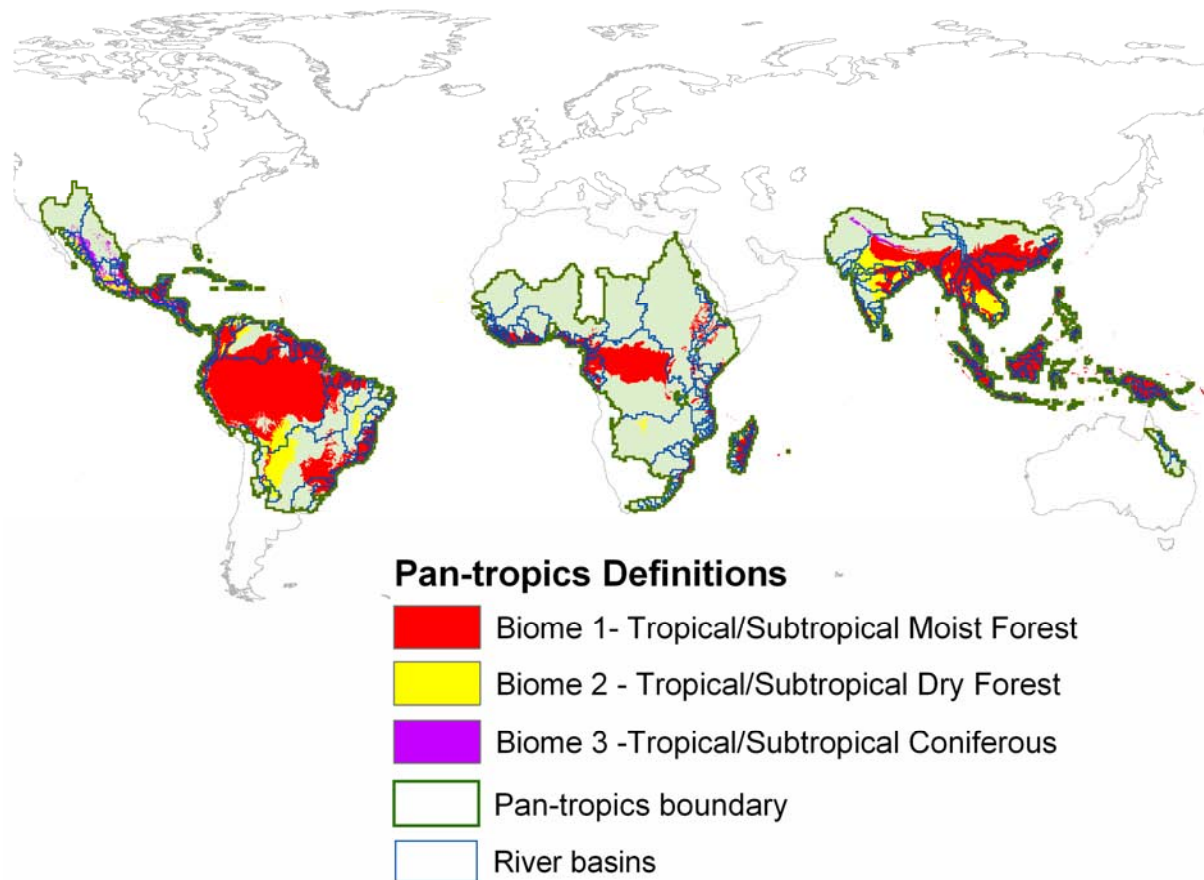 Pan-tropics Definitions
Biome 1- Tropical/Subtropical Moist Forest
Biome 2 - Tropical/Subtropical Dry Forest
Biome 3 -Tropical/Subtropical Coniferous
Pan-tropics boundary
River basins